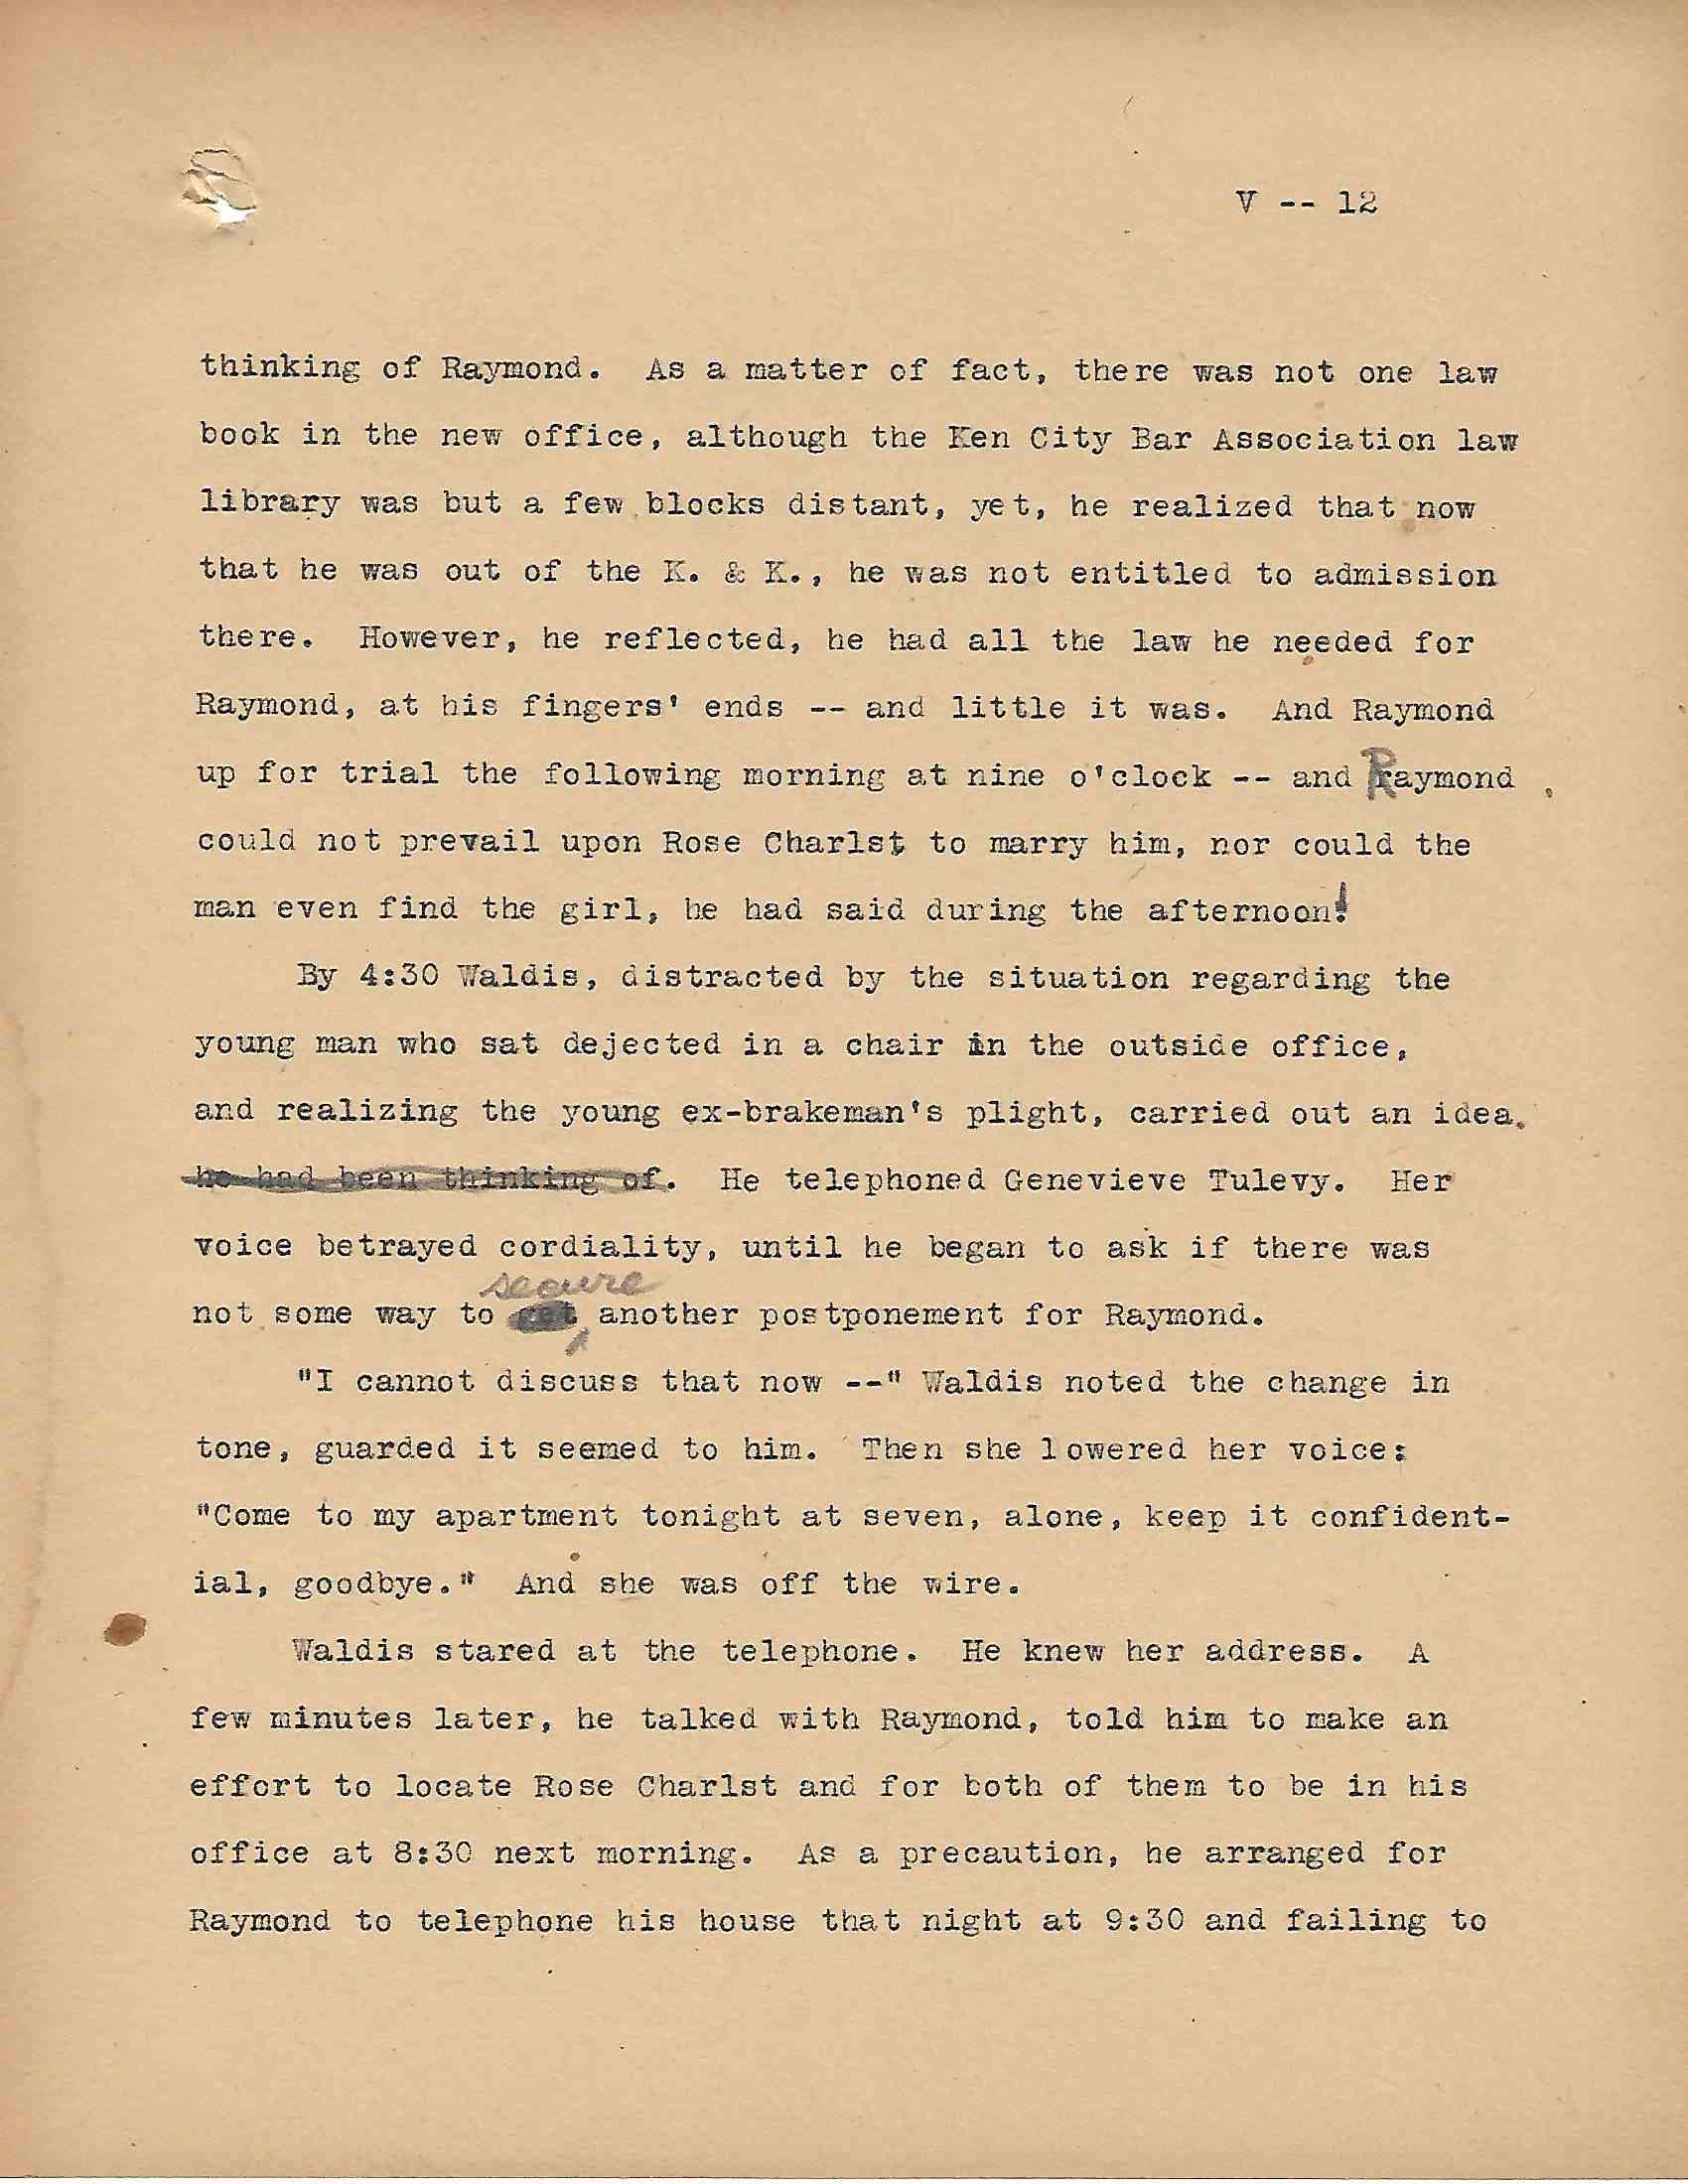 V -- 12
thinking of Raymond. As a matter of fact, there was not one law
book in the new office, although the Ken City Bar Association law
library was but a few blocks distant, yet, he realized that now
that he was out of the K. & K., he was not entitled to admission
there. However, he reflected, he had all the law he needed for
Raymond, at his fingers' ends -- and little it was. And Raymond
up for trial the following morning at nine o'clock -- and Raymond
could not prevail upon Rose Charlst to marry him, nor could the
man even find the girl, he had said during the afternoon!
By 4:30 Waldis, distracted by the situation regarding the
young man who sat dejected in a chair in the outside office,
and realizing the young ex-brakeman's plight, carried out an idea.
he had been thinking of. He telephoned Genevieve Tulevy. Her
voice betrayed cordiality, until he began to ask if there was
secure
not some way to get another postponement for Raymond.
"I cannot discuss that now --" Waldis noted the change in
tone, guarded it seemed to him. Then she lowered her voice:
"Come to my apartment tonight at seven, alone, keep it confident-
ial, goodbye." And she was off the wire.
Waldis stared at the telephone. He knew her address. A
few minutes later, he talked with Raymond, told him to make an
effort to locate Rose Charlst and for both of them to be in his
office at 8:30 next morning. As a precaution, he arranged for
Raymond to telephone his house that night at 9:30 and failing to